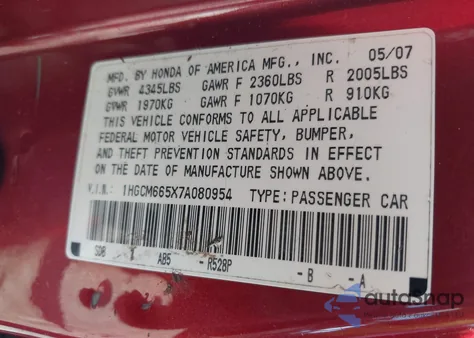 MFD. BY HONDA OF AMERICA MFG., INC. 05/07
GVWR 4345LBS GAWR F 2360LBS R 2005LBS
GVWR 1970KG GAWR F 1070KG R 910KG
THIS VEHICLE CONFORMS TO ALL APPLICABLE
FEDERAL MOTOR VEHICLE SAFETY, BUMPER,
AND THEFT PREVENTION STANDARDS IN EFFECT
ON THE DATE OF MANUFACTURE SHOWN ABOVE.
V.I.N.: 1HGCM665X7A080954 TYPE: PASSENGER CAR
SDB A05 - R528P - B - A
autosnap